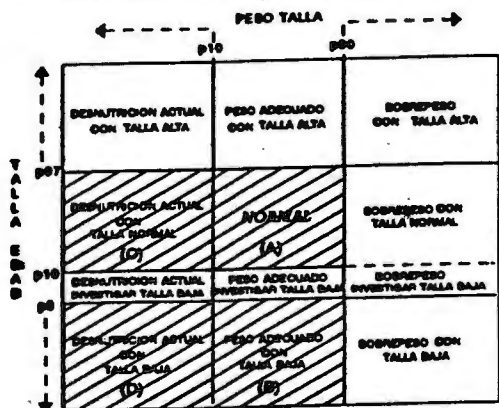 PESO TALLA
p10
p90
DESNUTRICION ACTUAL
CON TALLA ALTA
PESO ADECUADO
CON TALLA ALTA
SOBREPESO
CON TALLA ALTA
TALLA EDAD
p97
DESNUTRICION ACTUAL
CON
TALLA NORMAL
(C)
NORMAL
(A)
SOBREPESO CON
TALLA NORMAL
p10
DESNUTRICION ACTUAL
INVESTIGAR TALLA BAJA
PESO ADECUADO
INVESTIGAR TALLA BAJA
SOBREPESO
INVESTIGAR TALLA BAJA
DESNUTRICION ACTUAL
CON
TALLA BAJA
(D)
PESO ADECUADO
CON
TALLA BAJA
(B)
SOBREPESO CON
TALLA BAJA